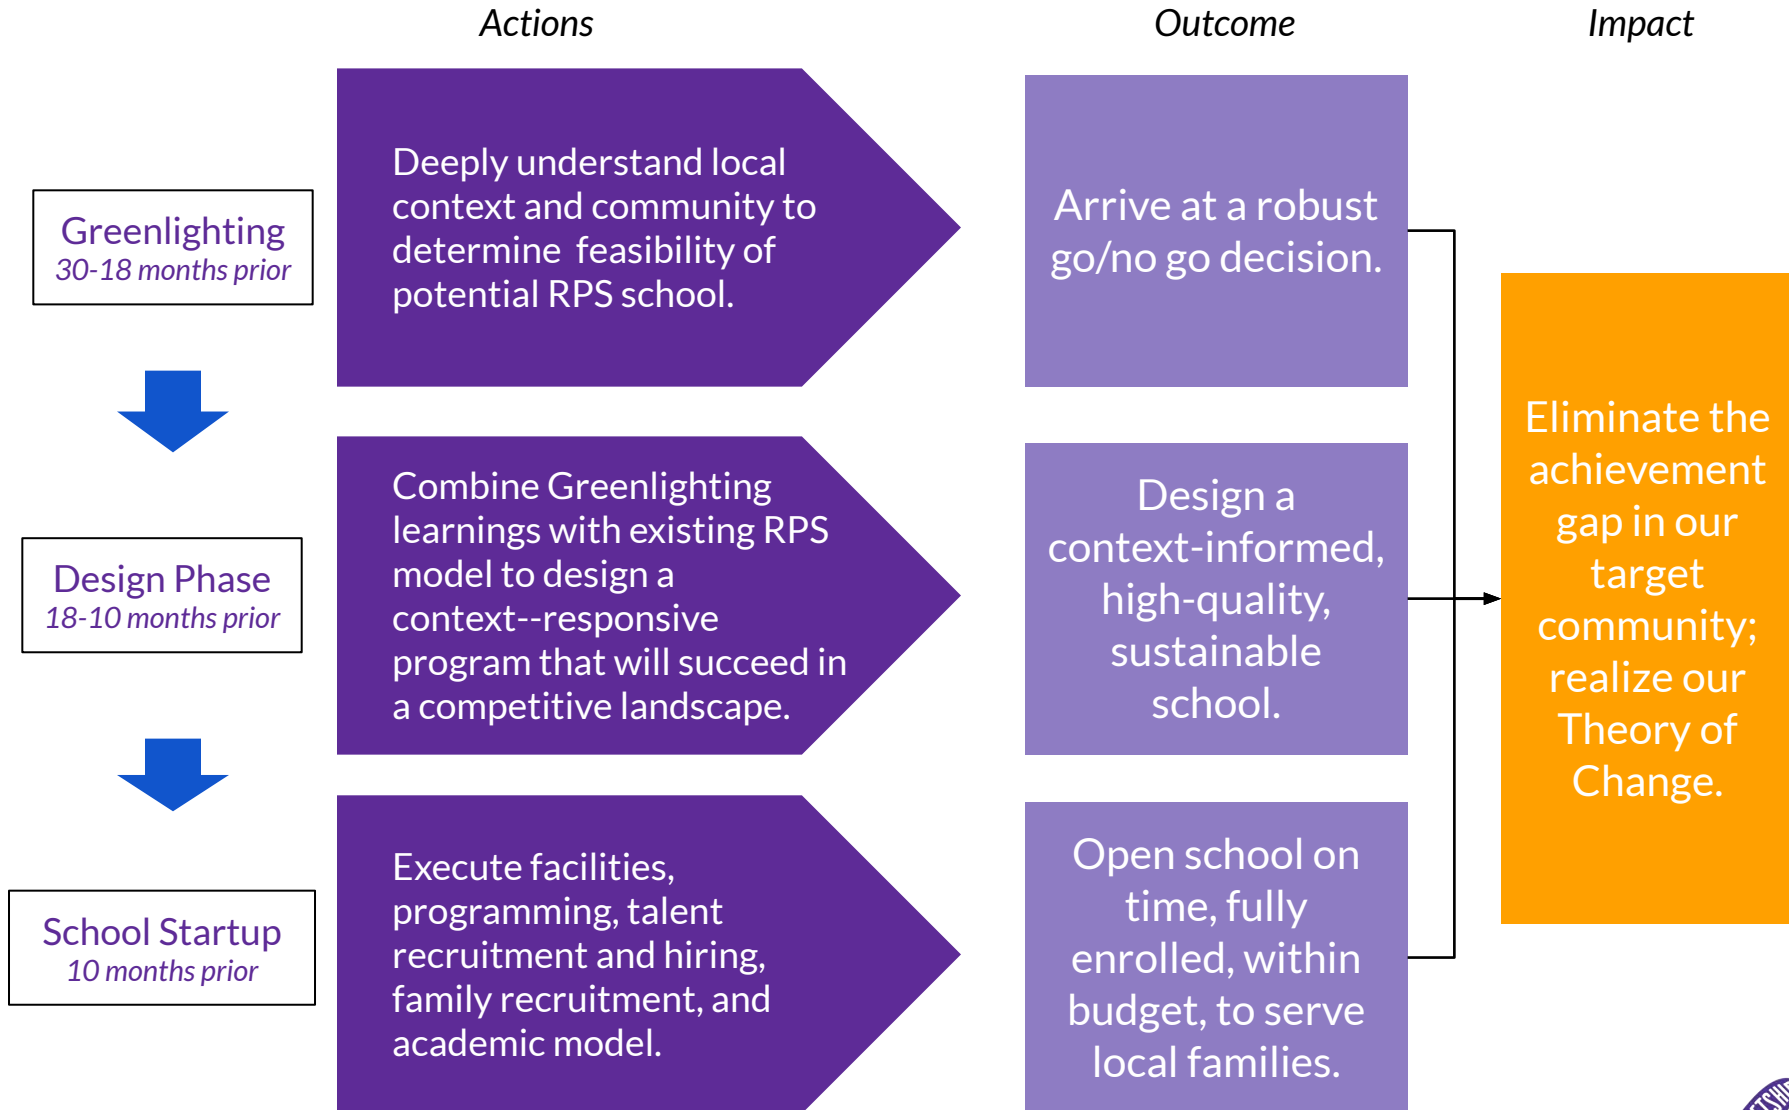 Actions
Outcome
Impact
Greenlighting
30-18 months prior
Deeply understand local
context and community to
determine feasibility of
potential RPS school.
Arrive at a robust
go/no go decision.
Design Phase
18-10 months prior
Combine Greenlighting
learnings with existing RPS
model to design a
context--responsive
program that will succeed in
a competitive landscape.
Design a
context-informed,
high-quality,
sustainable
school.
School Startup
10 months prior
Execute facilities,
programming, talent
recruitment and hiring,
family recruitment, and
academic model.
Open school on
time, fully
enrolled, within
budget, to serve
local families.
Eliminate the
achievement
gap in our
target
community;
realize our
Theory of
Change.